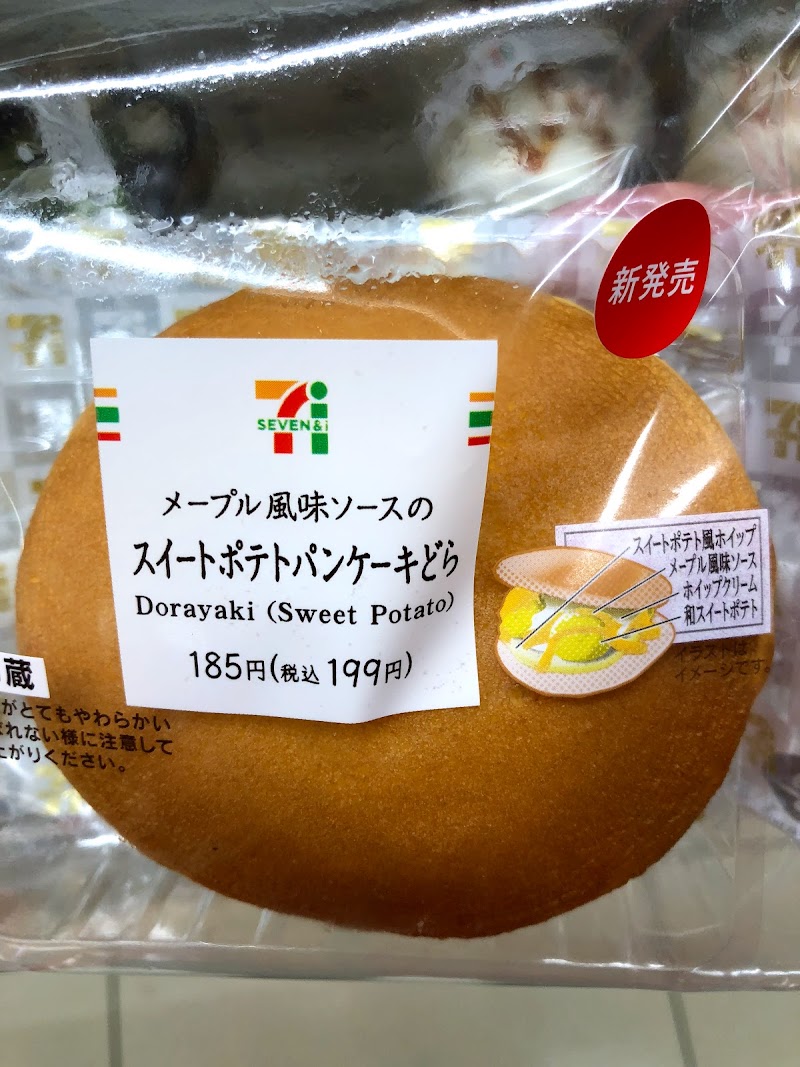 新発売
SEVEN&i
メープル風味ソースの
スイートポテトパンケーキどら
Dorayaki (Sweet Potato)
185円(税込199円)
スイートポテト風ホイップ
メープル風味ソース
ホイップクリーム
和スイートポテト
イラストは、
イメージです。
蔵
がとてもやわらかい
れない様に注意して
上がりください。